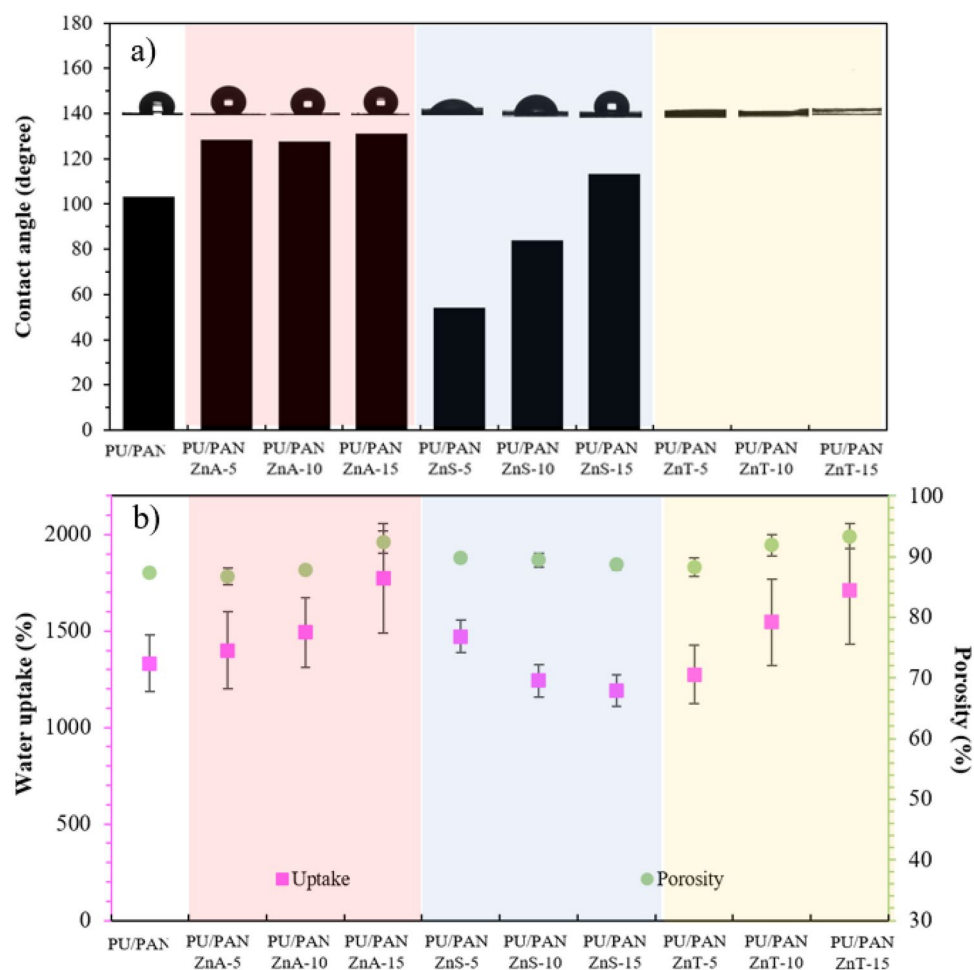 a)
Contact angle (degree)
180
160
140
120
100
80
60
40
20
0
PU/PAN
PU/PAN
ZnA-5
PU/PAN
ZnA-10
PU/PAN
ZnA-15
PU/PAN
ZnS-5
PU/PAN
ZnS-10
PU/PAN
ZnS-15
PU/PAN
ZnT-5
PU/PAN
ZnT-10
PU/PAN
ZnT-15
b)
Water uptake (%)
2000
1500
1000
500
0
Porosity (%)
100
90
80
70
60
50
40
30
Uptake
Porosity
PU/PAN
PU/PAN
ZnA-5
PU/PAN
ZnA-10
PU/PAN
ZnA-15
PU/PAN
ZnS-5
PU/PAN
ZnS-10
PU/PAN
ZnS-15
PU/PAN
ZnT-5
PU/PAN
ZnT-10
PU/PAN
ZnT-15